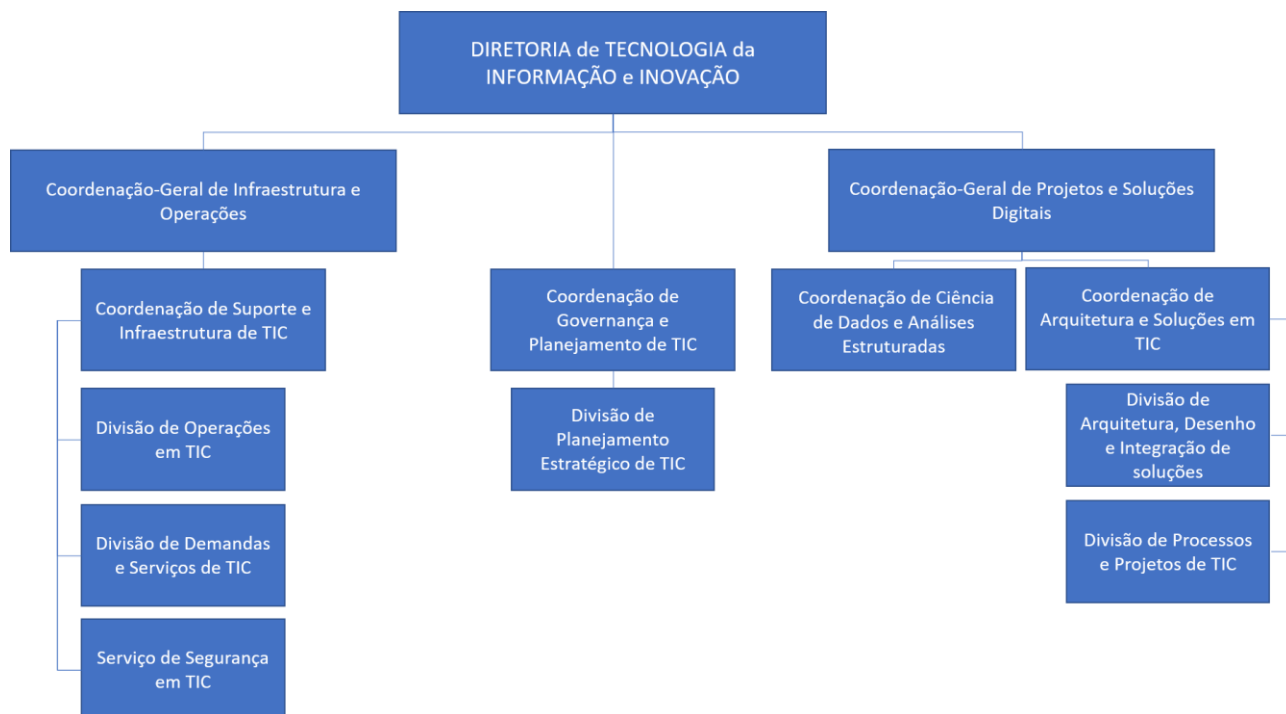 DIRETORIA de TECNOLOGIA da
INFORMAÇÃO e INOVAÇÃO
Coordenação-Geral de Infraestrutura e
Operações
Coordenação-Geral de Projetos e Soluções
Digitais
Coordenação de Suporte e
Infraestrutura de TIC
Coordenação de
Governança e
Planejamento de TIC
Coordenação de Ciência
de Dados e Análises
Estruturadas
Coordenação de
Arquitetura e Soluções em
TIC
Divisão de Operações
em TIC
Divisão de
Planejamento
Estratégico de TIC
Divisão de
Arquitetura, Desenho
e Integração de
soluções
Divisão de Demandas
e Serviços de TIC
Divisão de Processos
e Projetos de TIC
Serviço de Segurança
em TIC